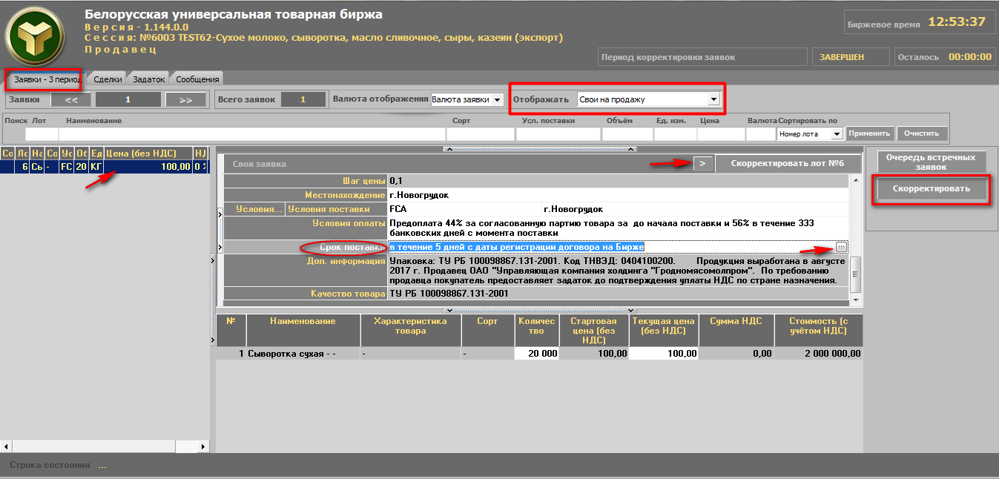 Белорусская универсальная товарная биржа
Версия - 1.144.0.0
Сессия: №6003 TEST62-Сухое молоко, сыворотка, масло сливочное, сыры, казеин (экспорт)
Продавец
Биржевое время 12:53:37
Период корректировки заявок ЗАВЕРШЕН Осталось 00:00:00
Заявки - 3 период Сделки Задаток Сообщения
Заявки << 1 >> Всего заявок 1 Валюта отображения Валюта заявки Отображать Свои на продажу
Поиск Лот Наименование Сорт Усл. поставки Объём Ед. изм. Цена Валюта Сортировать по
Номер лота Применить Очистить
Со Ло На Со Ус Об Ед Цена (без НДС)
6 Сь - FC 20 КГ 100,00 0
Своя заявка > Скорректировать лот №6
Очередь встречных
заявок
Скорректировать
Шаг цены 0,1
Местонахождение г.Новогрудок
Условия... Условия поставки FCA г.Новогрудок
Условия оплаты Предоплата 44% за согласованную партию товара за до начала поставки и 56% в течение 333
банковских дней с момента поставки
Срок поставки в течение 5 дней с даты регистрации договора на Бирже ...
Доп. информация Упаковка: ТУ РБ 100098867.131-2001. Код ТНВЭД: 0404100200. Продукция выработана в августе
2017 г. Продавец ОАО "Управляющая компания холдинга "Гродномясомолпром". По требованию
продавца покупатель предоставляет задаток до подтверждения уплаты НДС по стране назначения.
Качество товара ТУ РБ 100098867.131-2001
№ Наименование Характеристика Сорт Количес Стартовая Текущая цена Сумма НДС Стоимость (с
товара тво цена (без (без НДС) учётом НДС)
НДС)
1 Сыворотка сухая - - - - 20 000 100,00 100,00 0,00 2 000 000,00
Строка состояния ...